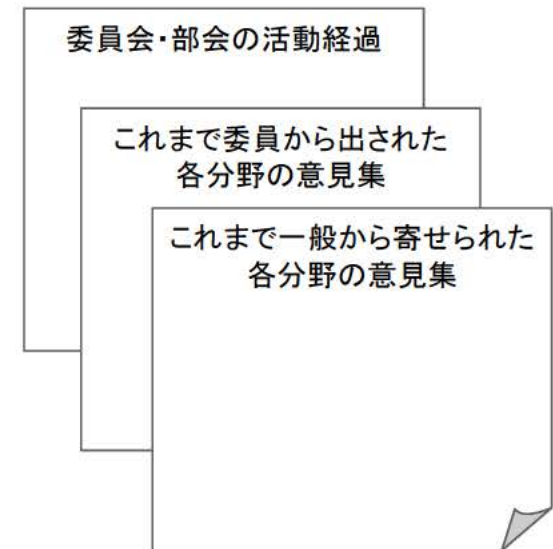 委員会・部会の活動経過
これまで委員から出された
各分野の意見集
これまで一般から寄せられた
各分野の意見集